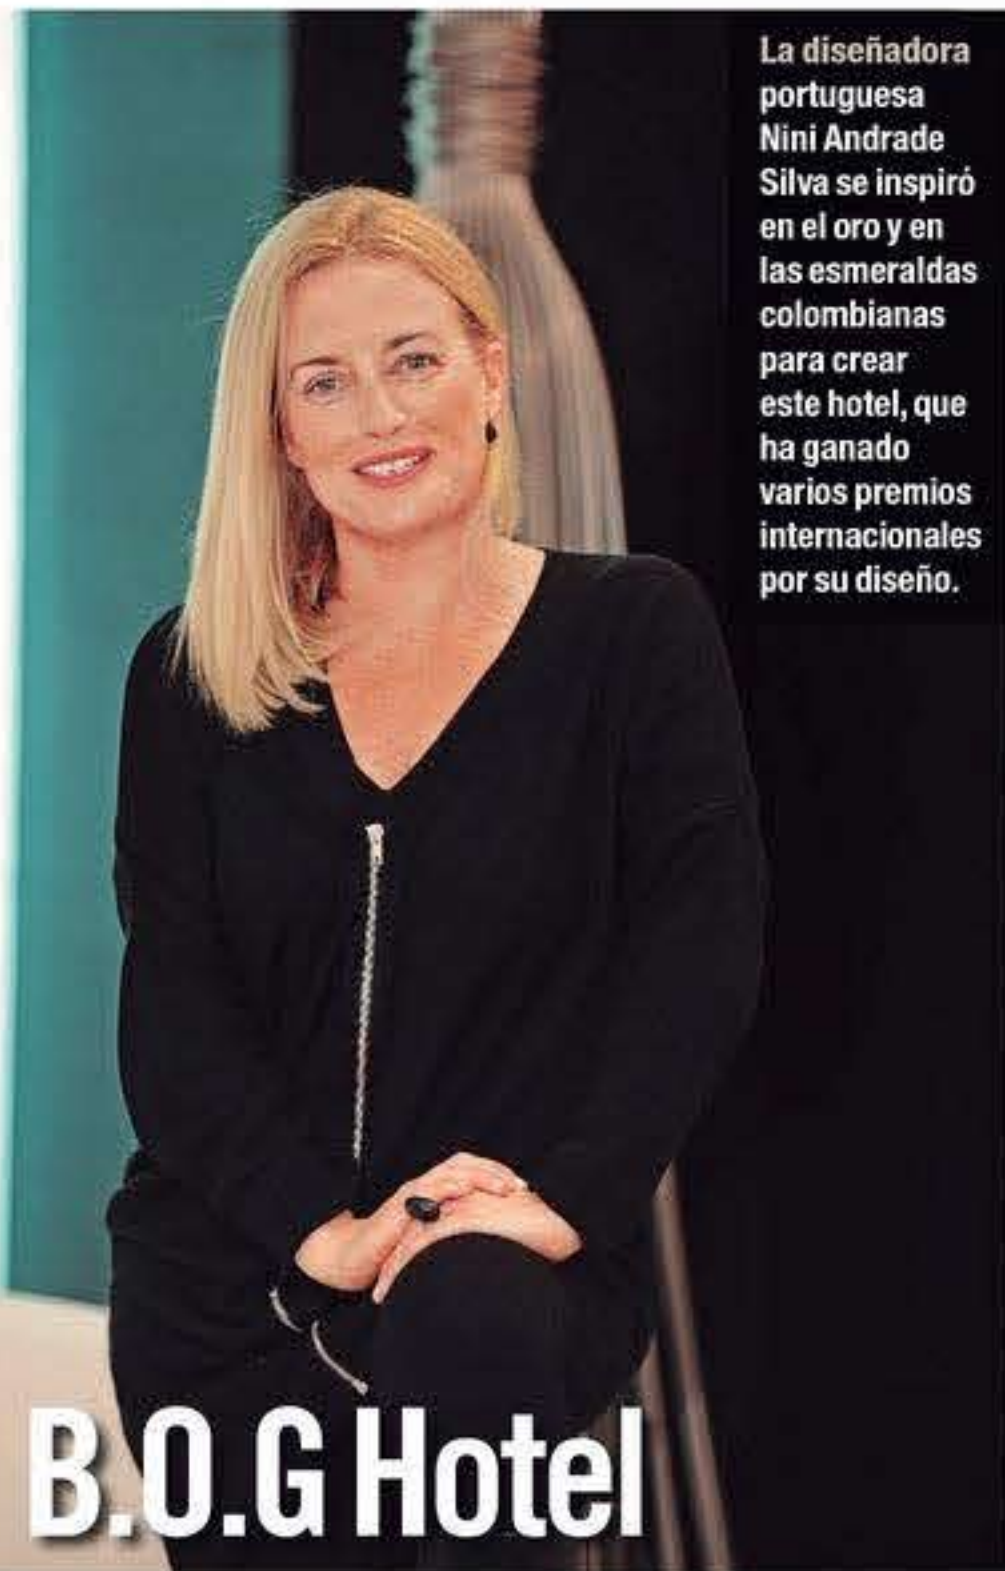 La diseñadora
portuguesa
Nini Andrade
Silva se inspiró
en el oro y en
las esmeraldas
colombianas
para crear
este hotel, que
ha ganado
varios premios
internacionales
por su diseño.
B.O.G Hotel